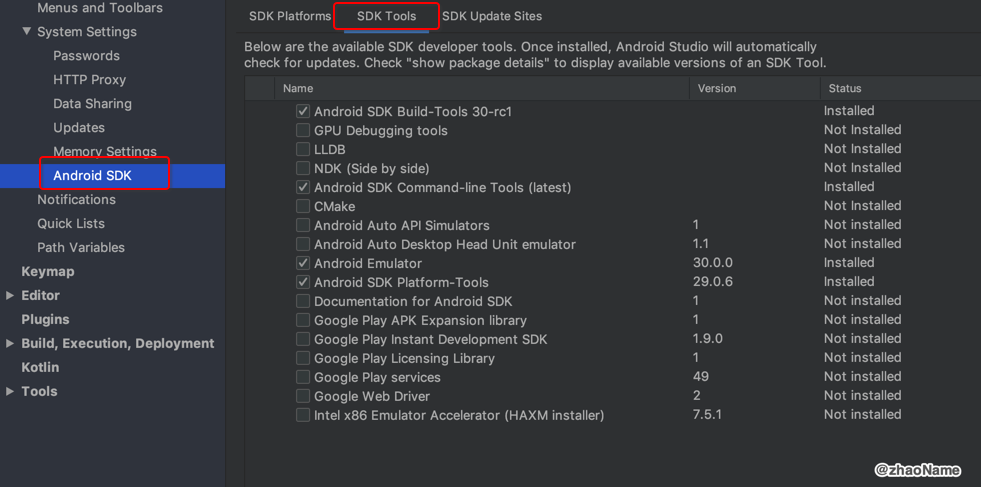 Menus and Toolbars
System Settings
Passwords
HTTP Proxy
Data Sharing
Updates
Memory Settings
Android SDK
Notifications
Quick Lists
Path Variables
Keymap
Editor
Plugins
Build, Execution, Deployment
Kotlin
Tools
SDK Platforms SDK Tools SDK Update Sites
Below are the available SDK developer tools. Once installed, Android Studio will automatically
check for updates. Check "show package details" to display available versions of an SDK Tool.
Name Version Status
Android SDK Build-Tools 30-rc1 Installed
GPU Debugging tools Not Installed
LLDB Not Installed
NDK (Side by side) Not Installed
Android SDK Command-line Tools (latest) Installed
CMake Not Installed
Android Auto API Simulators 1 Not installed
Android Auto Desktop Head Unit emulator 1.1 Not installed
Android Emulator 30.0.0 Installed
Android SDK Platform-Tools 29.0.6 Installed
Documentation for Android SDK 1 Not installed
Google Play APK Expansion library 1 Not installed
Google Play Instant Development SDK 1.9.0 Not installed
Google Play Licensing Library 1 Not installed
Google Play services 49 Not installed
Google Web Driver 2 Not installed
Intel x86 Emulator Accelerator (HAXM installer) 7.5.1 Not installed
@zhaoName